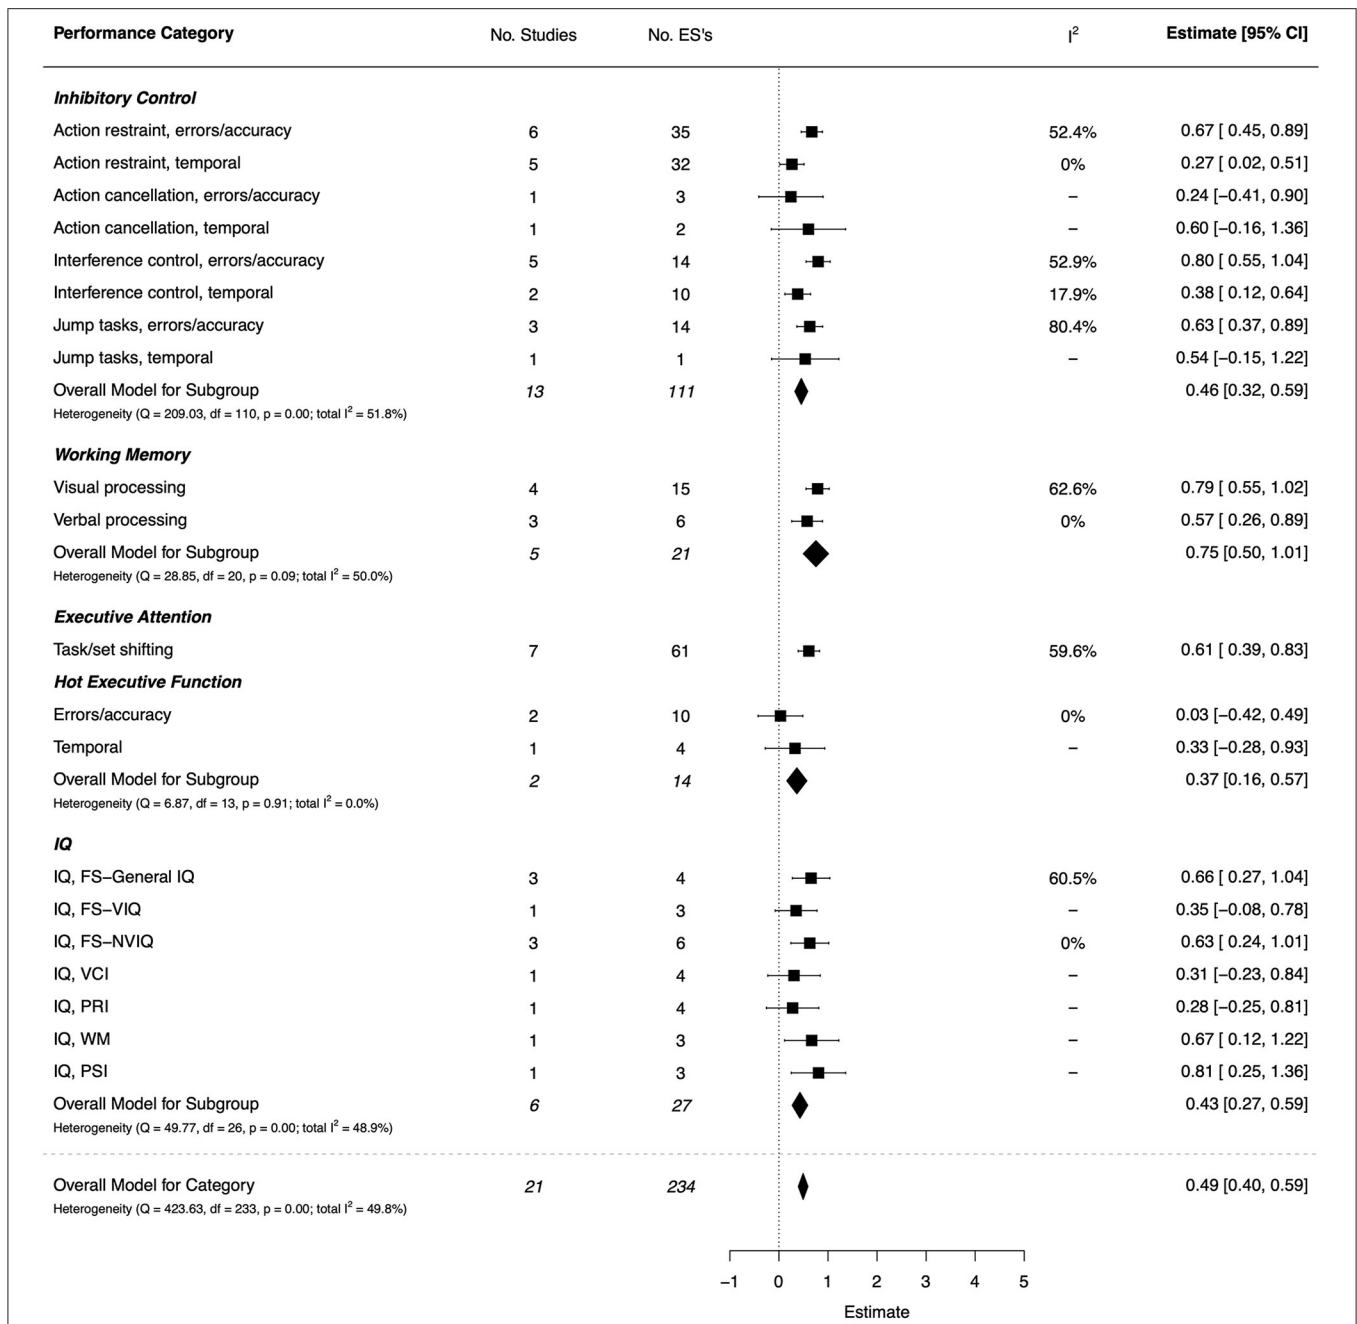 Performance Category No. Studies No. ES's I² Estimate [95% CI]
Inhibitory Control
Action restraint, errors/accuracy 6 35 52.4% 0.67 [ 0.45, 0.89]
Action restraint, temporal 5 32 0% 0.27 [ 0.02, 0.51]
Action cancellation, errors/accuracy 1 3 – 0.24 [−0.41, 0.90]
Action cancellation, temporal 1 2 – 0.60 [−0.16, 1.36]
Interference control, errors/accuracy 5 14 52.9% 0.80 [ 0.55, 1.04]
Interference control, temporal 2 10 17.9% 0.38 [ 0.12, 0.64]
Jump tasks, errors/accuracy 3 14 80.4% 0.63 [ 0.37, 0.89]
Jump tasks, temporal 1 1 – 0.54 [−0.15, 1.22]
Overall Model for Subgroup 13 111 0.46 [0.32, 0.59]
Heterogeneity (Q = 209.03, df = 110, p = 0.00; total I² = 51.8%)
Working Memory
Visual processing 4 15 62.6% 0.79 [ 0.55, 1.02]
Verbal processing 3 6 0% 0.57 [ 0.26, 0.89]
Overall Model for Subgroup 5 21 0.75 [0.50, 1.01]
Heterogeneity (Q = 28.85, df = 20, p = 0.09; total I² = 50.0%)
Executive Attention
Task/set shifting 7 61 59.6% 0.61 [ 0.39, 0.83]
Hot Executive Function
Errors/accuracy 2 10 0% 0.03 [−0.42, 0.49]
Temporal 1 4 – 0.33 [−0.28, 0.93]
Overall Model for Subgroup 2 14 0.37 [0.16, 0.57]
Heterogeneity (Q = 6.87, df = 13, p = 0.91; total I² = 0.0%)
IQ
IQ, FS−General IQ 3 4 60.5% 0.66 [ 0.27, 1.04]
IQ, FS−VIQ 1 3 – 0.35 [−0.08, 0.78]
IQ, FS−NVIQ 3 6 0% 0.63 [ 0.24, 1.01]
IQ, VCI 1 4 – 0.31 [−0.23, 0.84]
IQ, PRI 1 4 – 0.28 [−0.25, 0.81]
IQ, WM 1 3 – 0.67 [ 0.12, 1.22]
IQ, PSI 1 3 – 0.81 [ 0.25, 1.36]
Overall Model for Subgroup 6 27 0.43 [0.27, 0.59]
Heterogeneity (Q = 49.77, df = 26, p = 0.00; total I² = 48.9%)
Overall Model for Category 21 234 0.49 [0.40, 0.59]
Heterogeneity (Q = 423.63, df = 233, p = 0.00; total I² = 49.8%)
−1 0 1 2 3 4 5
Estimate